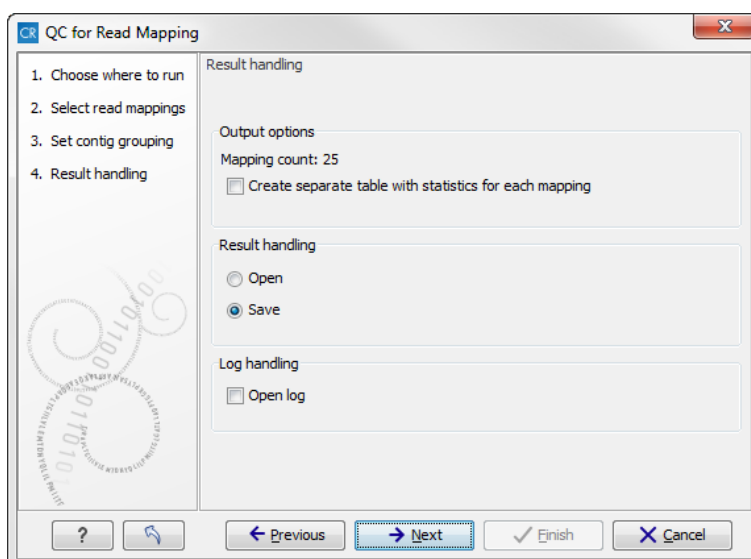 CR QC for Read Mapping
X
1. Choose where to run
2. Select read mappings
3. Set contig grouping
4. Result handling
Result handling
Output options
Mapping count: 25
Create separate table with statistics for each mapping
Result handling
Open
Save
Log handling
Open log
? Previous Next Finish Cancel